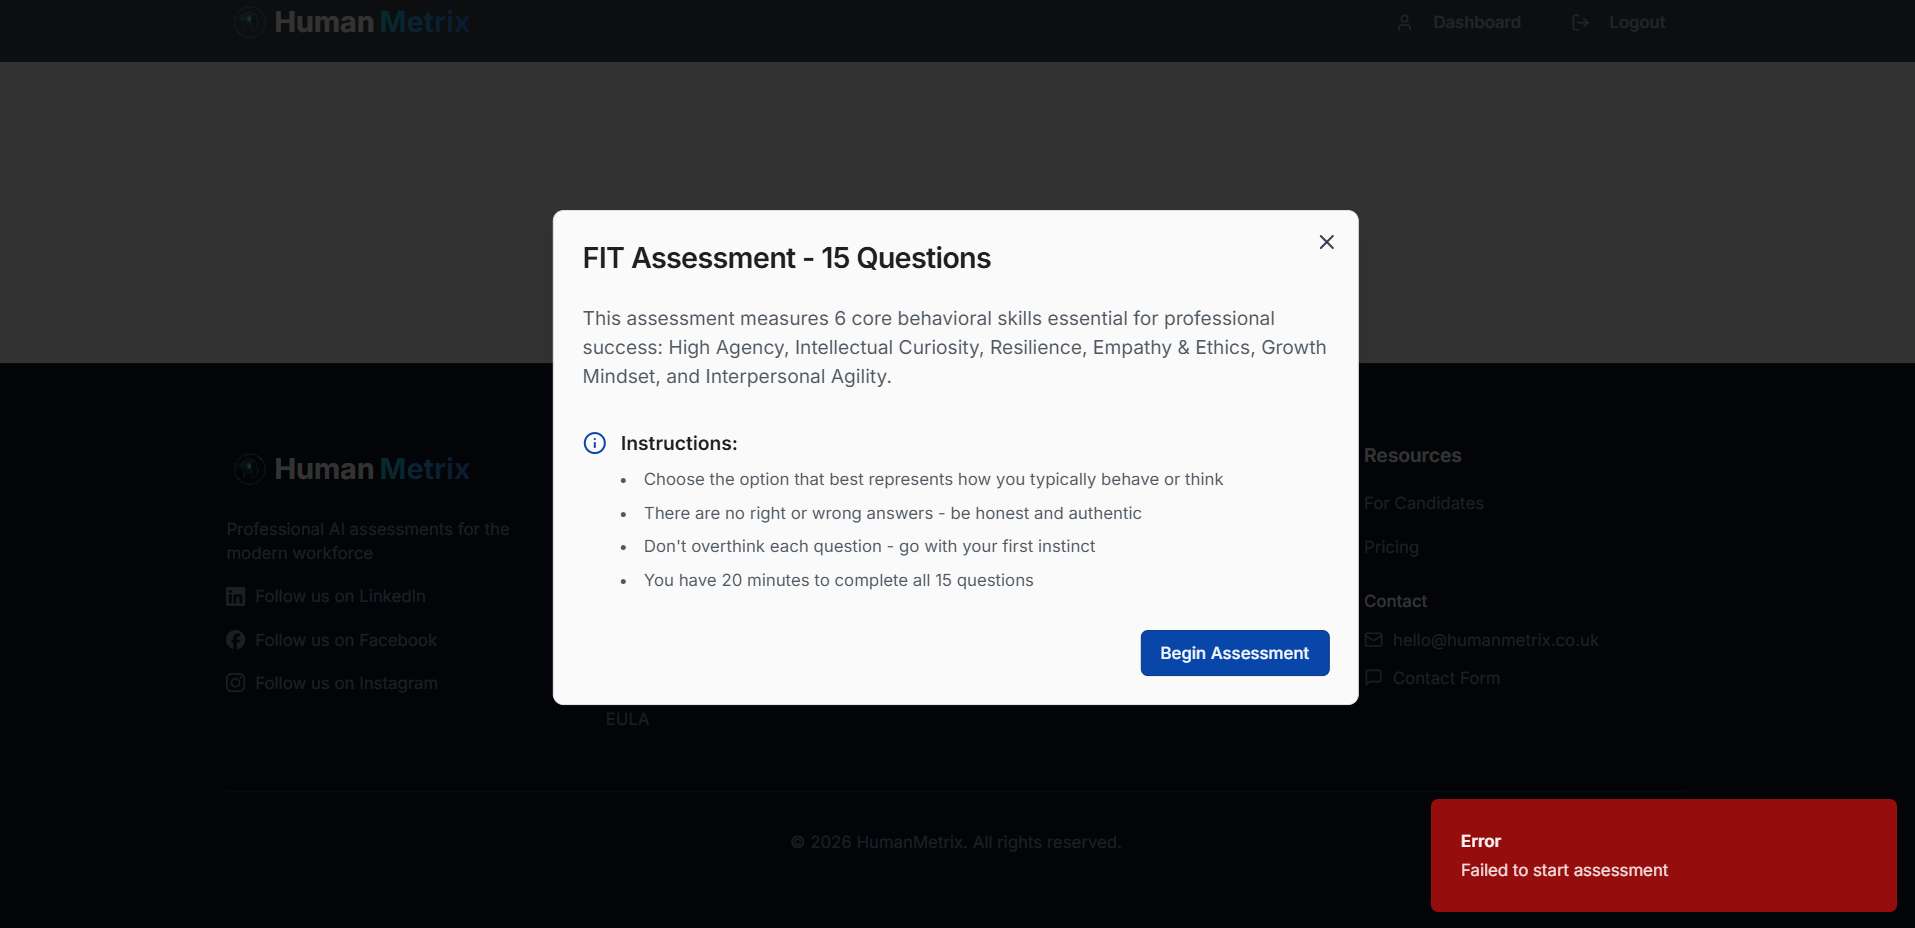 Human Metrix
Dashboard
Logout
FIT Assessment - 15 Questions
This assessment measures 6 core behavioral skills essential for professional
success: High Agency, Intellectual Curiosity, Resilience, Empathy & Ethics, Growth
Mindset, and Interpersonal Agility.
Instructions:
• Choose the option that best represents how you typically behave or think
• There are no right or wrong answers - be honest and authentic
• Don't overthink each question - go with your first instinct
• You have 20 minutes to complete all 15 questions
Begin Assessment
Human Metrix
Professional AI assessments for the
modern workforce
Follow us on LinkedIn
Follow us on Facebook
Follow us on Instagram
EULA
Resources
For Candidates
Pricing
Contact
hello@humanmetrix.co.uk
Contact Form
© 2026 HumanMetrix. All rights reserved.
Error
Failed to start assessment